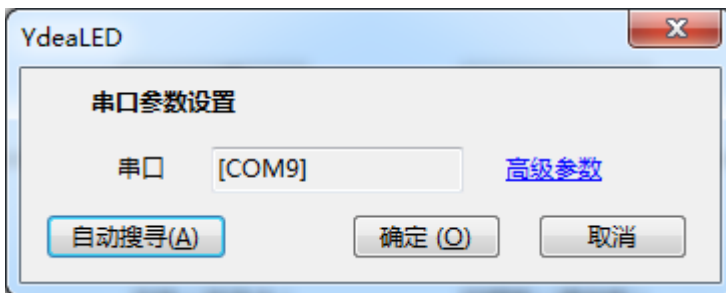 YdeaLED
串口参数设置
串口 [COM9] 高级参数
自动搜寻(A) 确定 (O) 取消